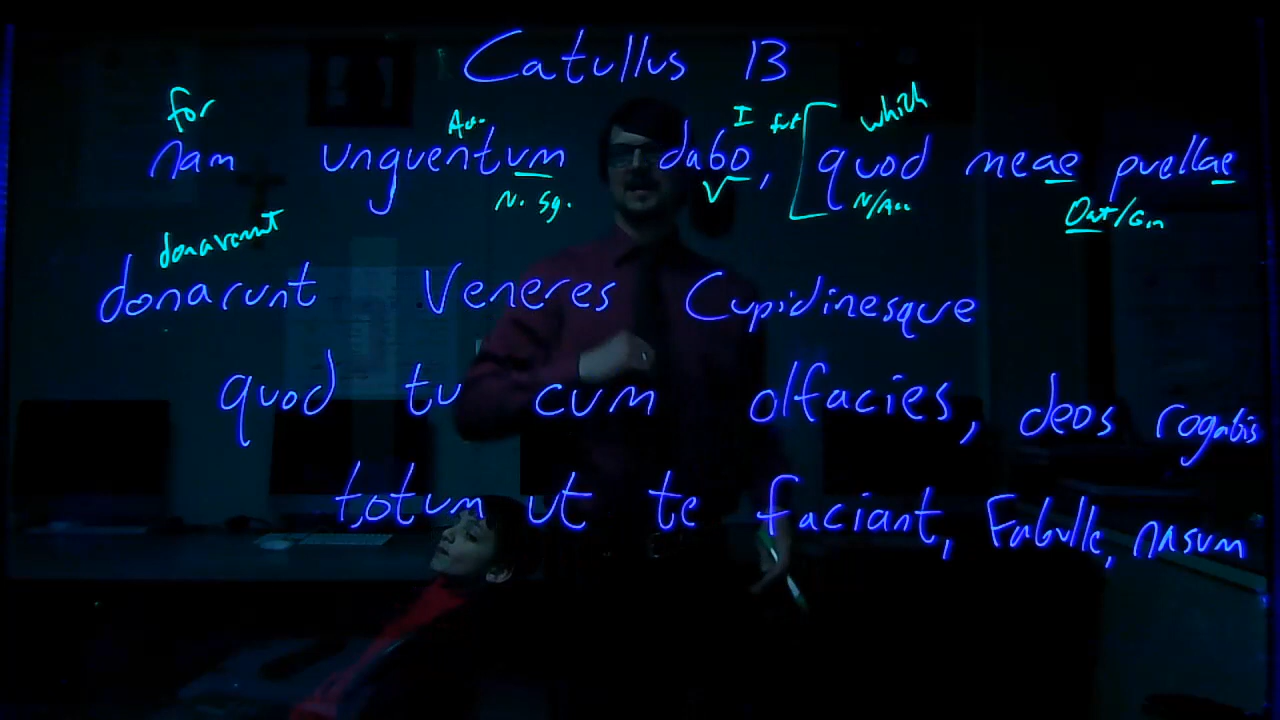 Catullus 13
for Acc. I fut which
nam unguentum dabo, [quod meae puellae
N. Sg. V N/Acc Dat/Gen
donaverunt
donarunt Veneres Cupidinesque
quod tu cum olfacies, deos rogabis
totum ut te faciant, Fabulle, nasum